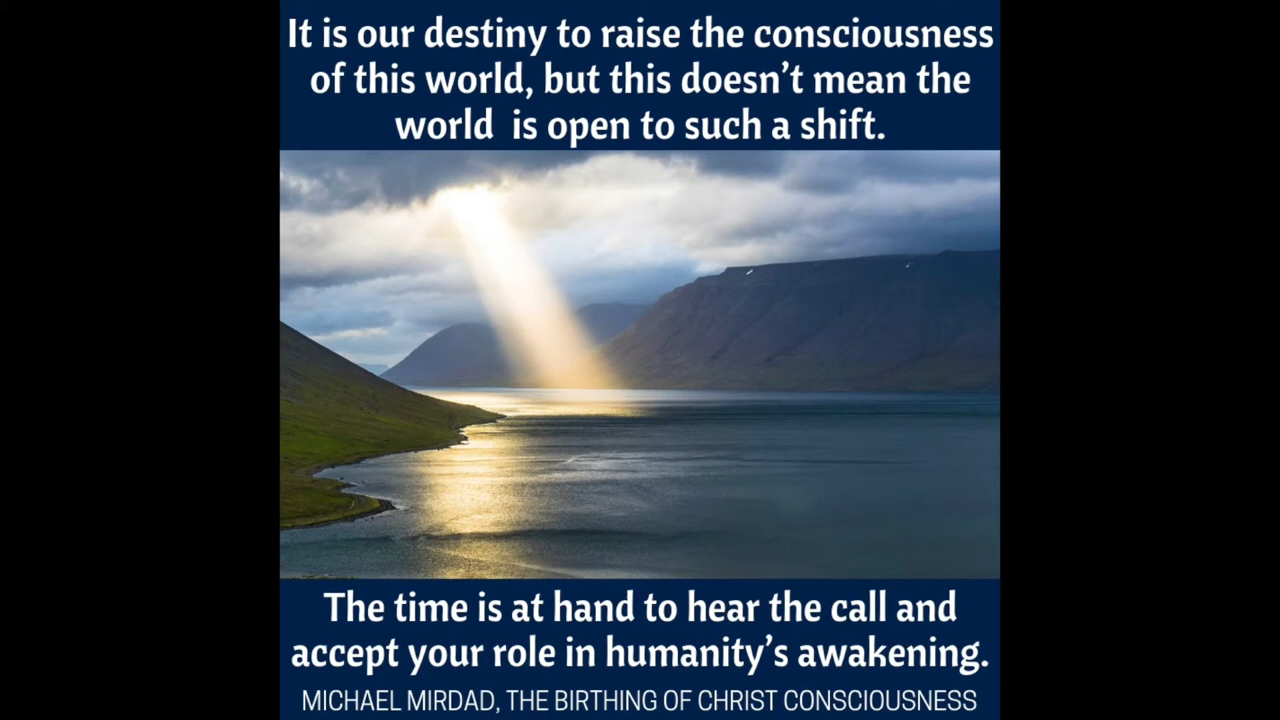 It is our destiny to raise the consciousness
of this world, but this doesn’t mean the
world is open to such a shift.
The time is at hand to hear the call and
accept your role in humanity’s awakening.
MICHAEL MIRDAD, THE BIRTHING OF CHRIST CONSCIOUSNESS